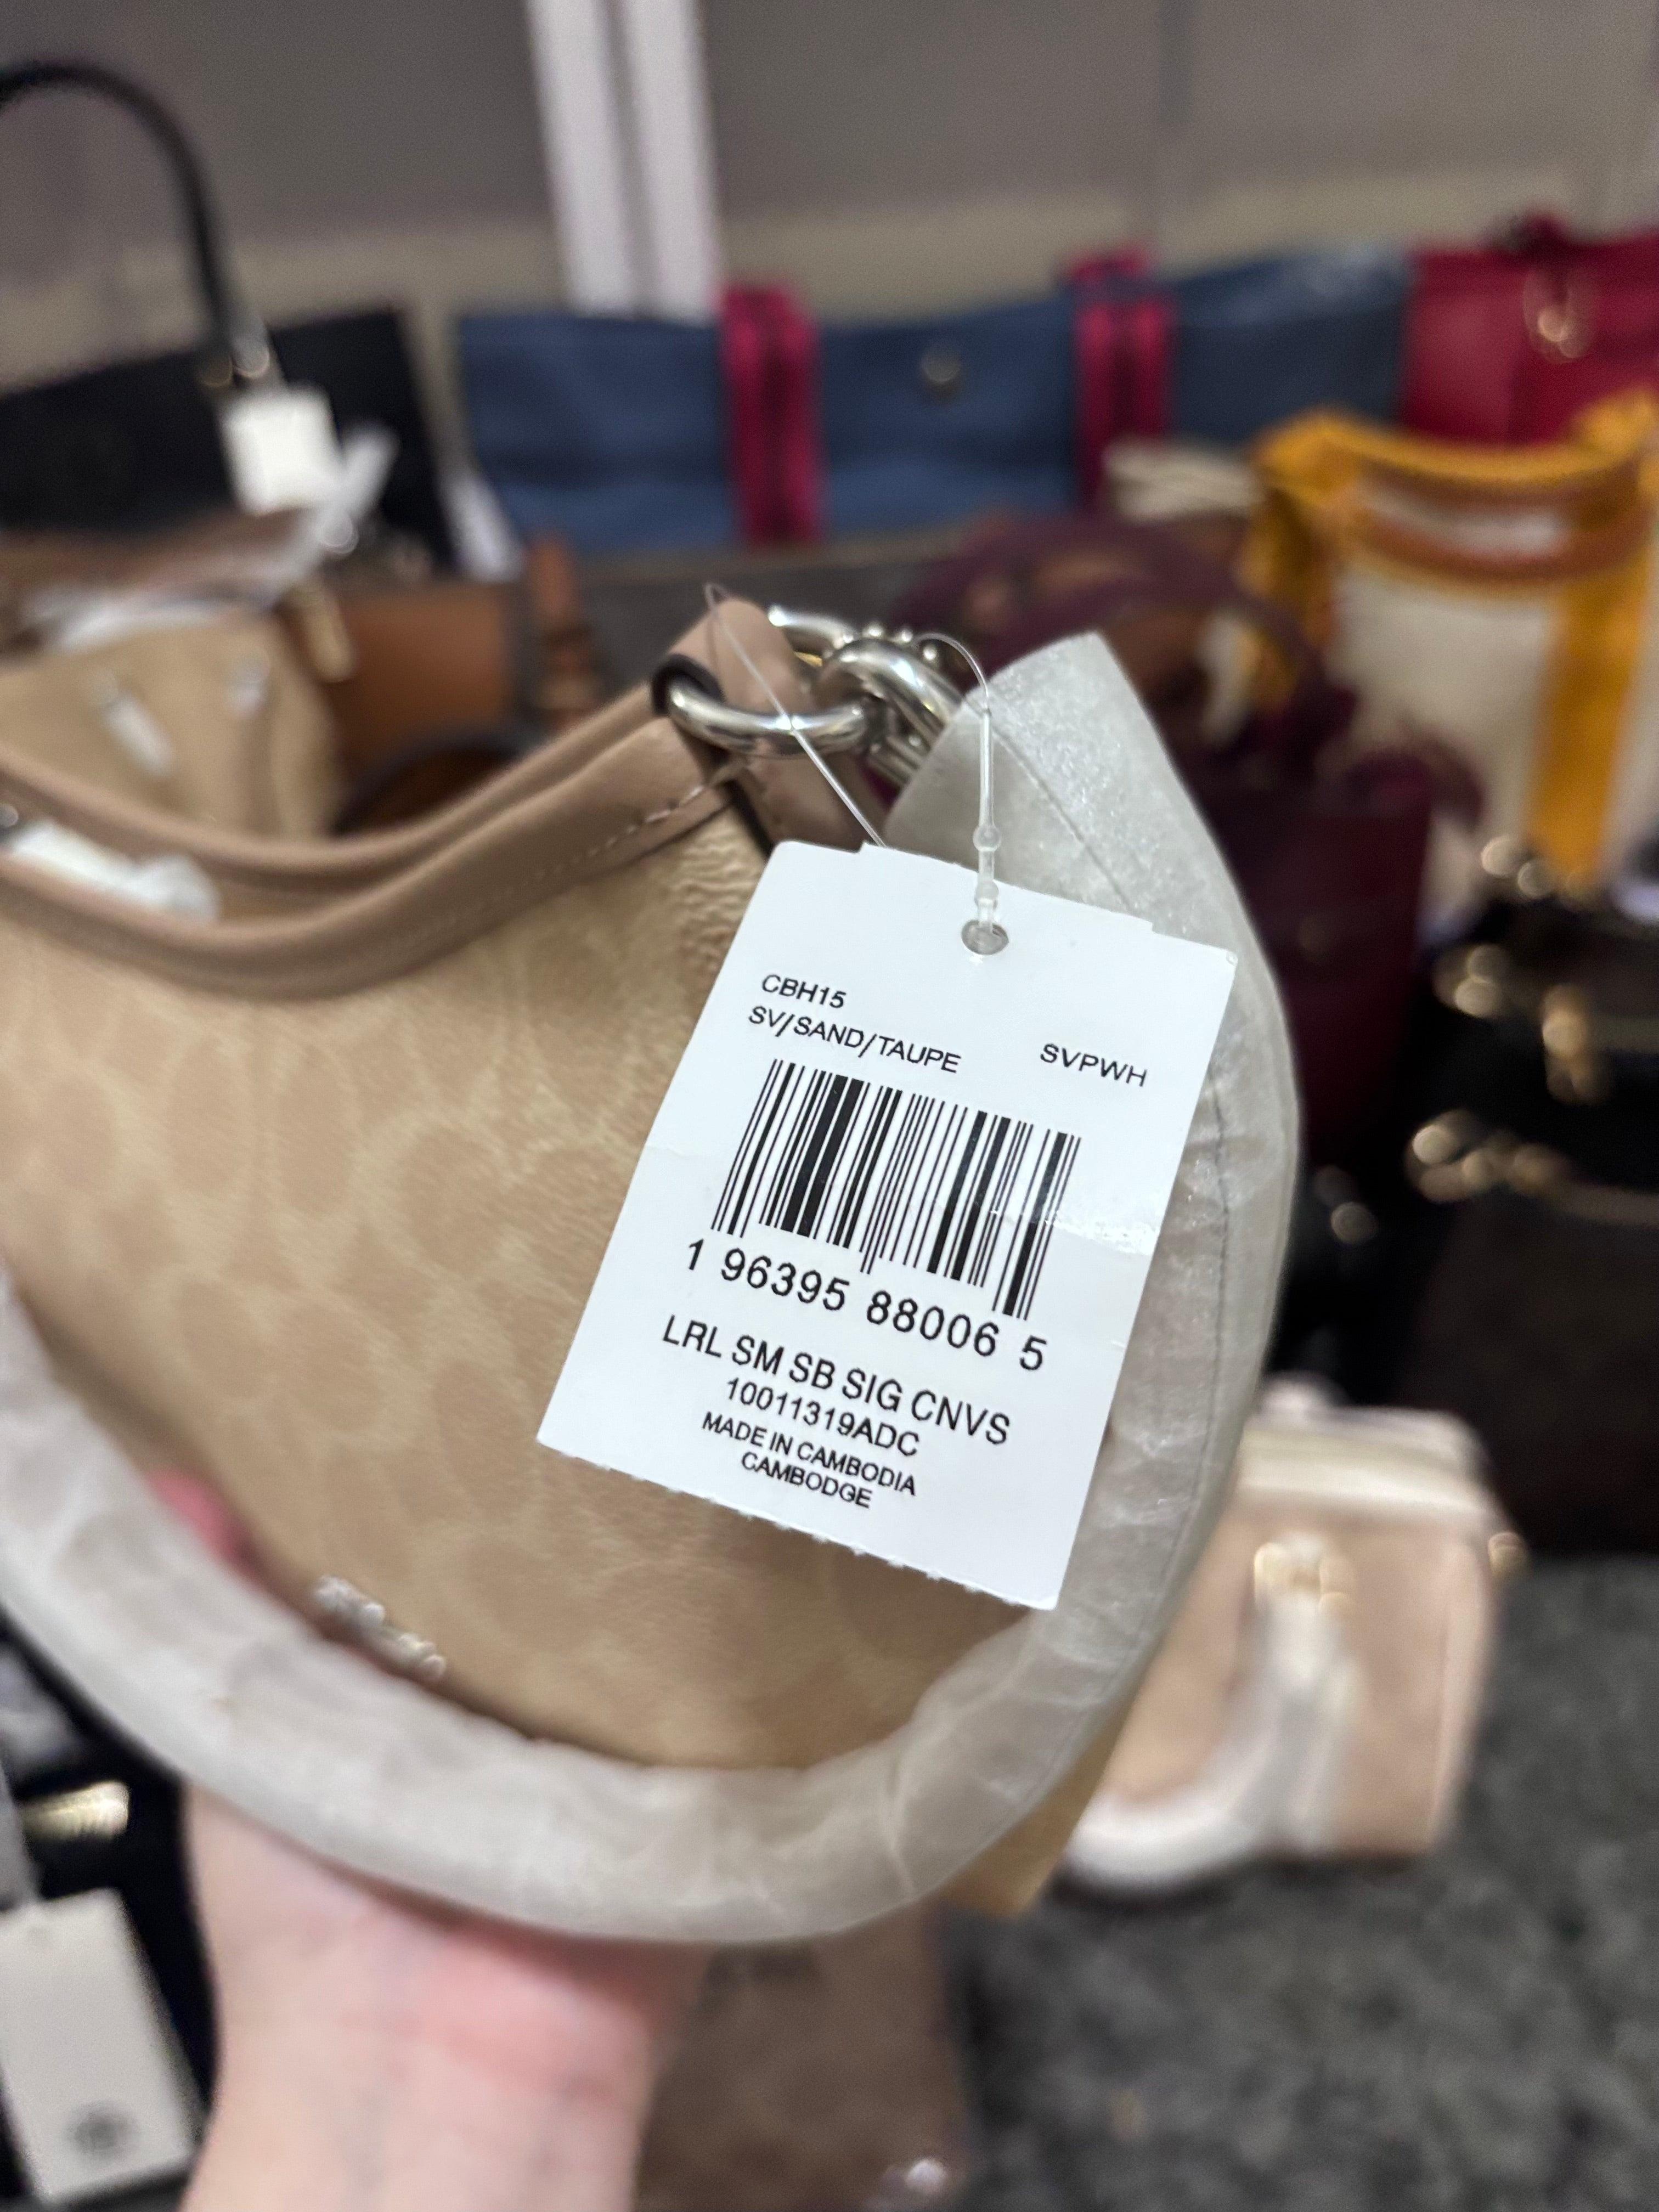 CBH15
SV/SAND/TAUPE SVPWH
1 96395 88006 5
LRL SM SB SIG CNVS
10011319ADC
MADE IN CAMBODIA
CAMBODGE